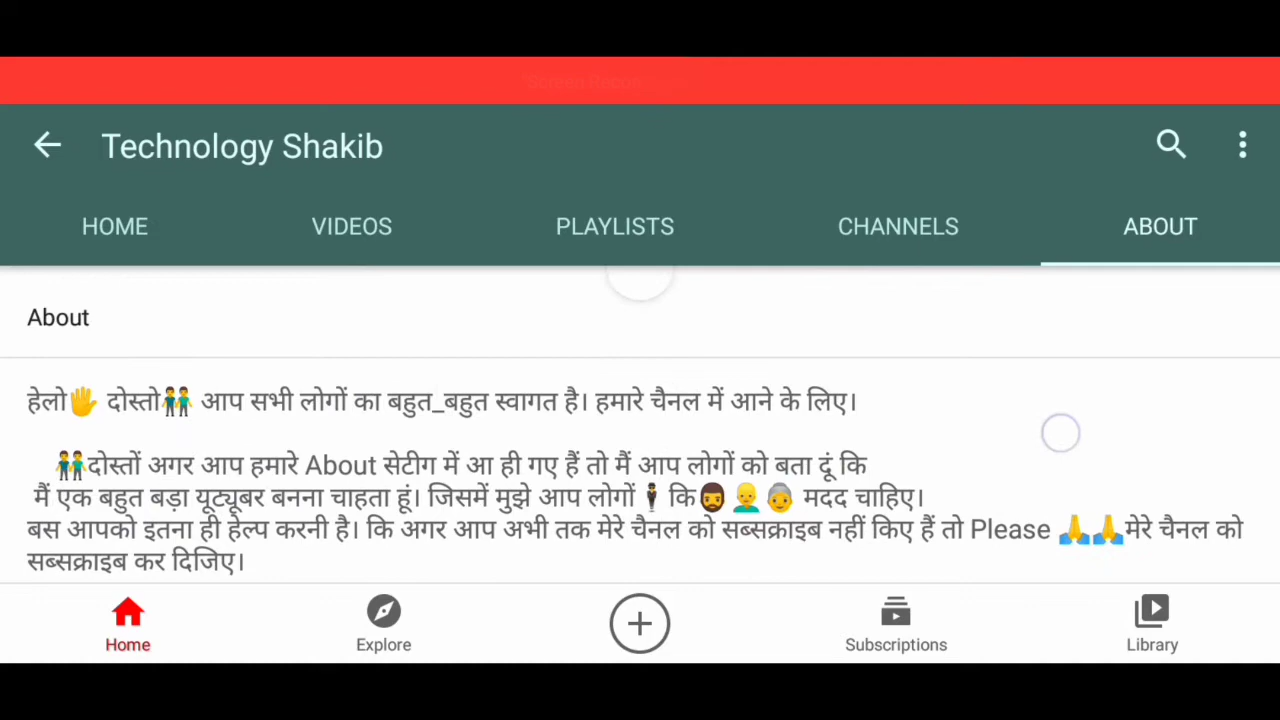 Technology Shakib
HOME VIDEOS PLAYLISTS CHANNELS ABOUT
About
हेलो🖐 दोस्तो👬 आप सभी लोगों का बहुत_बहुत स्वागत है। हमारे चैनल में आने के लिए।
👬दोस्तों अगर आप हमारे About सेटीग में आ ही गए हैं तो मैं आप लोगों को बता दूं कि
मैं एक बहुत बड़ा यूट्यूबर बनना चाहता हूं। जिसमें मुझे आप लोगों🕴कि🧔👱👵 मदद चाहिए।
बस आपको इतना ही हेल्प करनी है। कि अगर आप अभी तक मेरे चैनल को सब्सक्राइब नहीं किए हैं तो Please 🙏🙏मेरे चैनल को
सब्सक्राइब कर दिजिए।
Home Explore Subscriptions Library